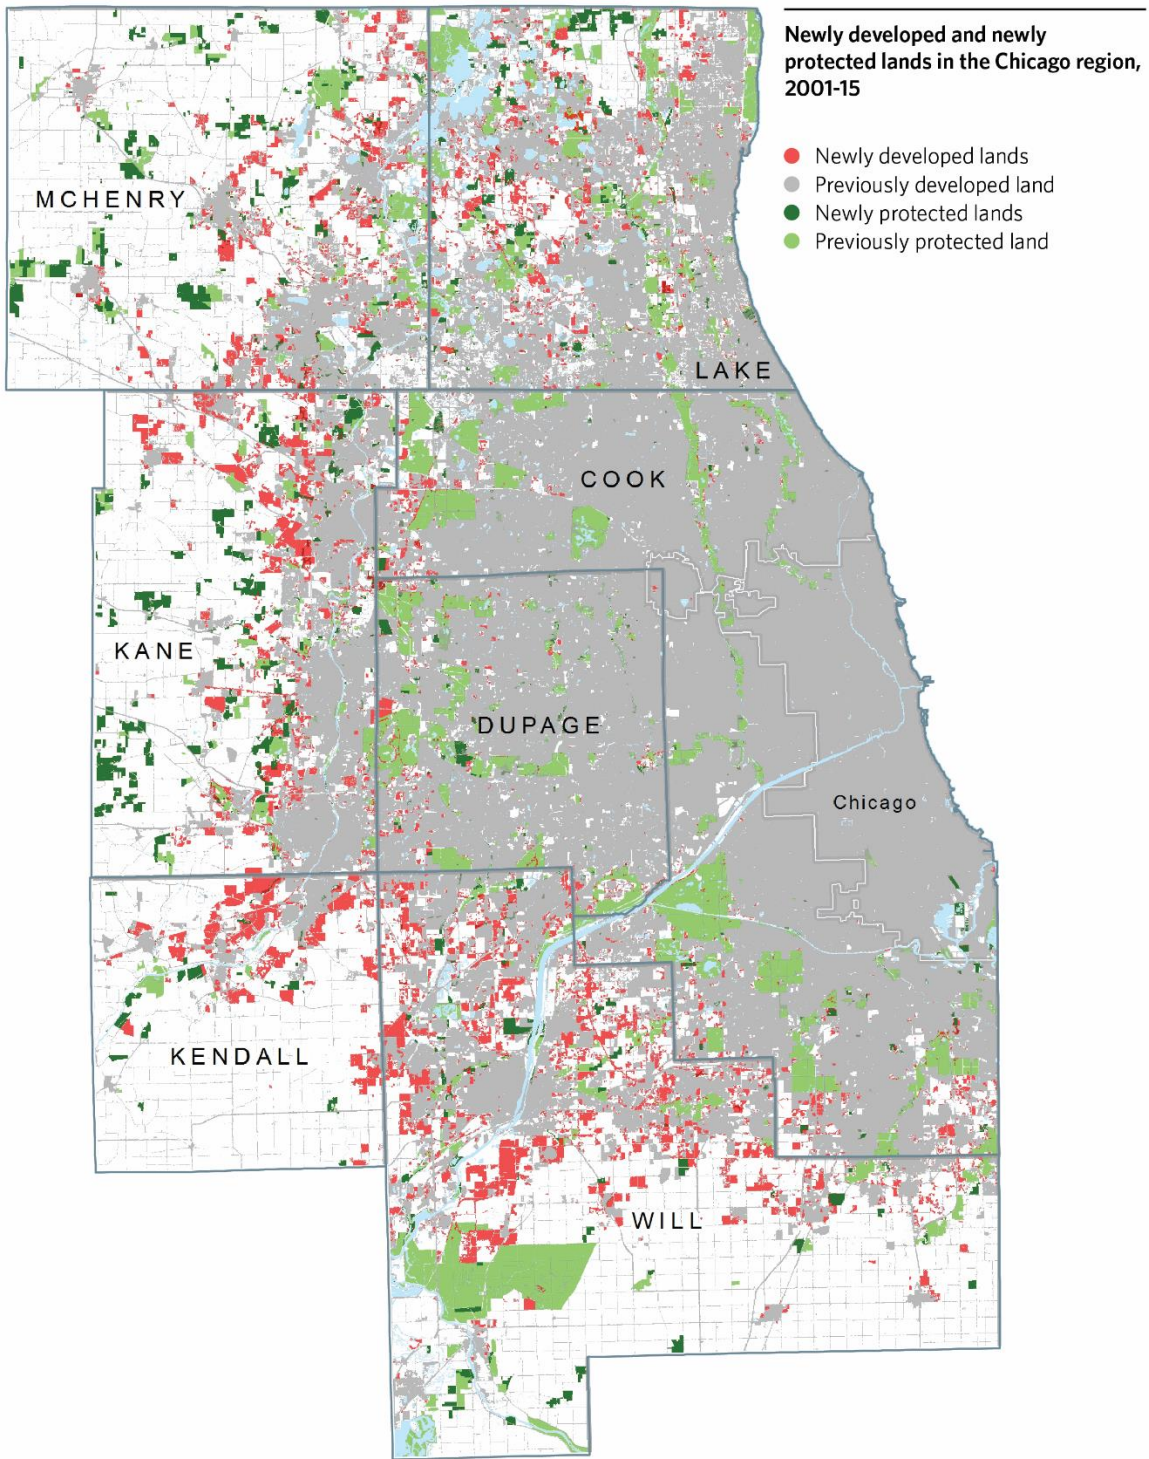 Newly developed and newly
protected lands in the Chicago region,
2001-15
Newly developed lands
Previously developed land
Newly protected lands
Previously protected land
MCHENRY
LAKE
COOK
KANE
DUPAGE
Chicago
KENDALL
WILL